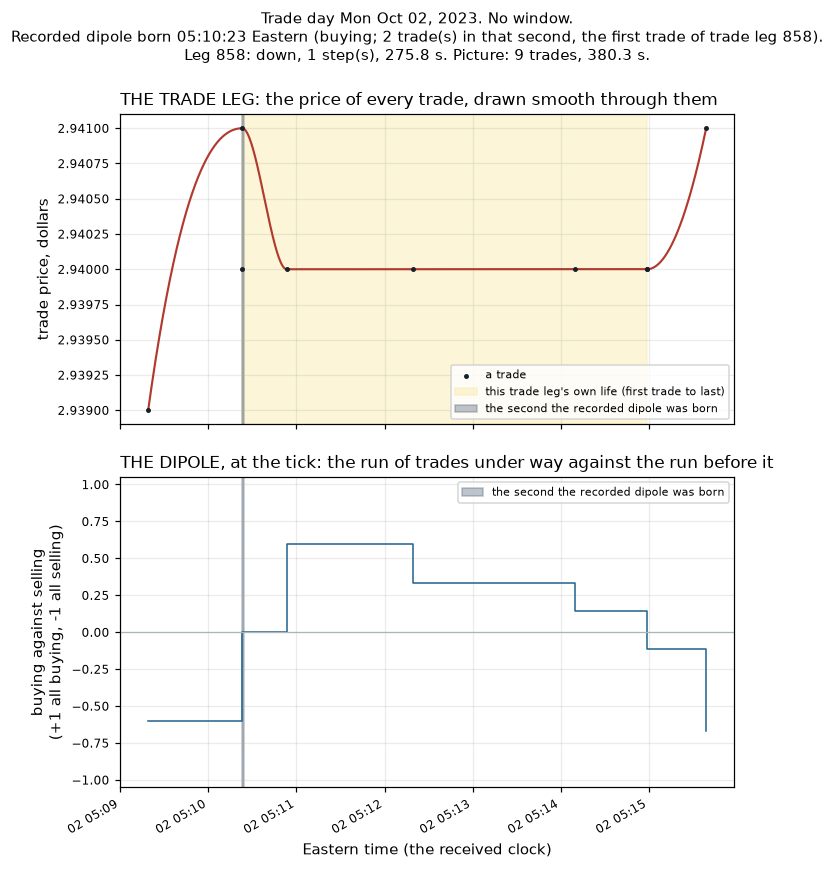 Trade day Mon Oct 02, 2023. No window.
Recorded dipole born 05:10:23 Eastern (buying; 2 trade(s) in that second, the first trade of trade leg 858).
Leg 858: down, 1 step(s), 275.8 s. Picture: 9 trades, 380.3 s.
THE TRADE LEG: the price of every trade, drawn smooth through them
trade price, dollars
2.94100
2.94075
2.94050
2.94025
2.94000
2.93975
2.93950
2.93925
2.93900
a trade
this trade leg's own life (first trade to last)
the second the recorded dipole was born
THE DIPOLE, at the tick: the run of trades under way against the run before it
buying against selling
(+1 all buying, -1 all selling)
1.00
0.75
0.50
0.25
0.00
−0.25
−0.50
−0.75
−1.00
the second the recorded dipole was born
02 05:09
02 05:10
02 05:11
02 05:12
02 05:13
02 05:14
02 05:15
Eastern time (the received clock)